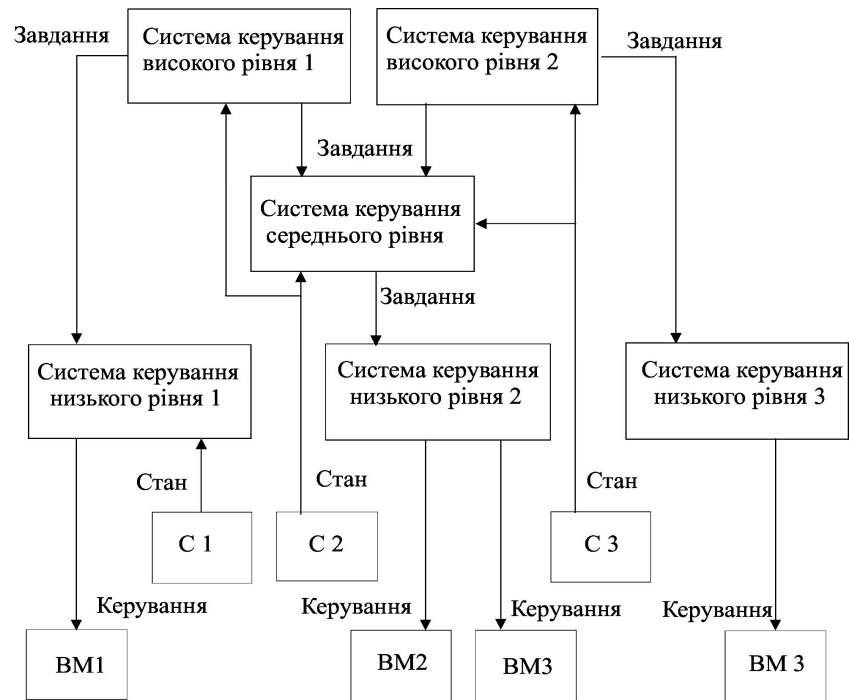 Завдання
Система керування
високого рівня 1
Система керування
високого рівня 2
Завдання
Завдання
Система керування
середнього рівня
Завдання
Система керування
низького рівня 1
Система керування
низького рівня 2
Система керування
низького рівня 3
Стан
Стан
Стан
С 1
С 2
С 3
Керування
Керування
Керування
Керування
ВМ1
ВМ2
ВМ3
ВМ 3